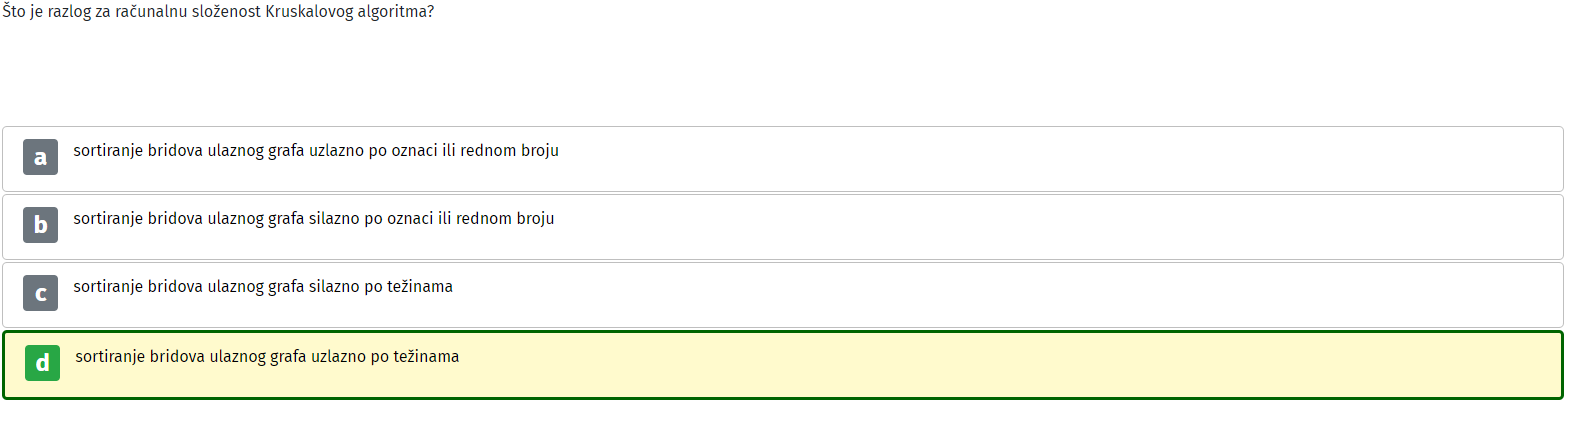 Što je razlog za računalnu složenost Kruskalovog algoritma?
a sortiranje bridova ulaznog grafa uzlazno po oznaci ili rednom broju
b sortiranje bridova ulaznog grafa silazno po oznaci ili rednom broju
c sortiranje bridova ulaznog grafa silazno po težinama
d sortiranje bridova ulaznog grafa uzlazno po težinama